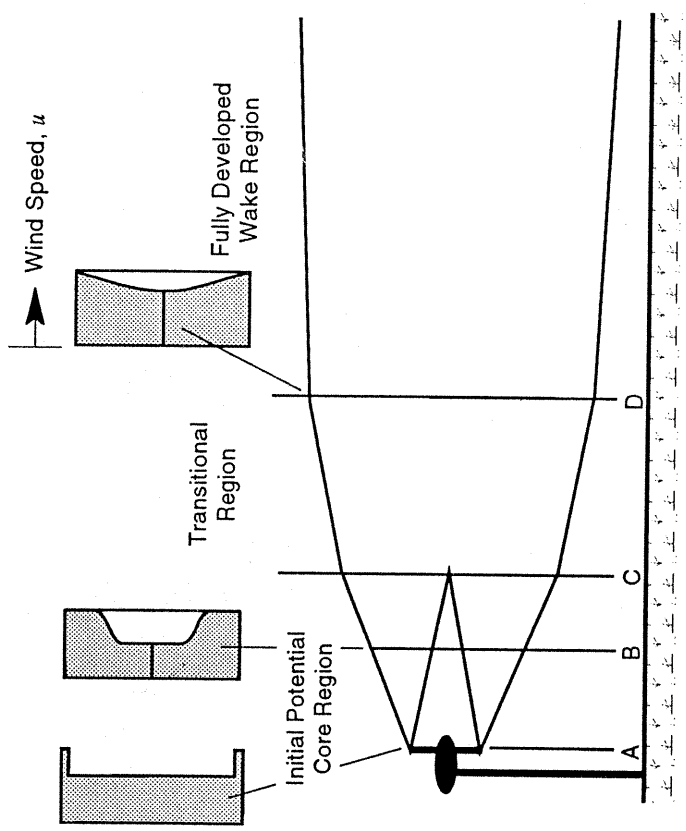 Wind Speed, u
Fully Developed
Wake Region
Transitional
Region
Initial Potential
Core Region
A
B
C
D